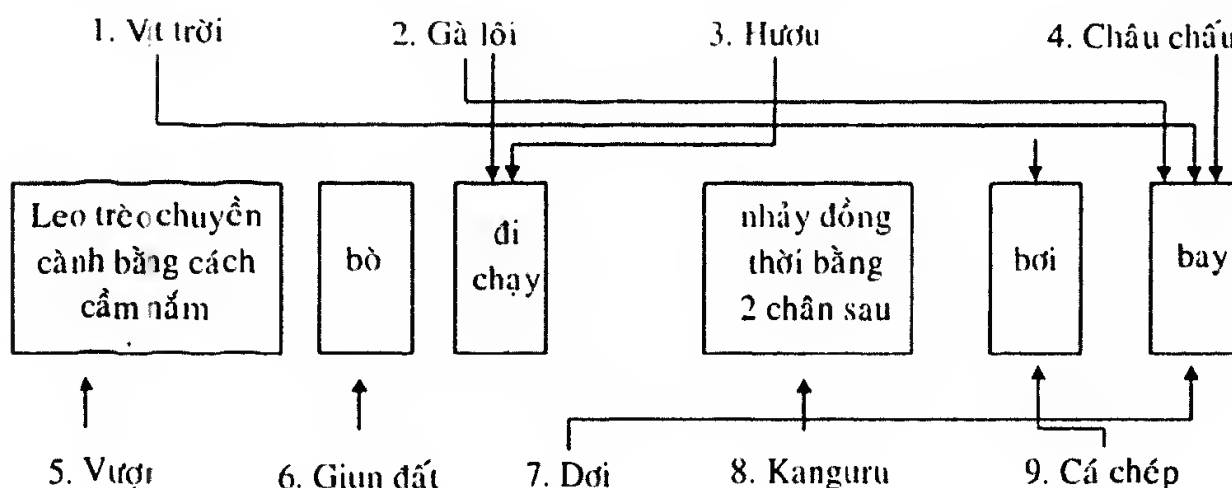 1. Vịt trời
2. Gà lôi
3. Hươu
4. Châu chấu
Leo trèo chuyền
cành bằng cách
cầm nắm
bò
đi
chạy
nhảy đồng
thời bằng
2 chân sau
bơi
bay
5. Vượn
6. Giun đất
7. Dơi
8. Kanguru
9. Cá chép